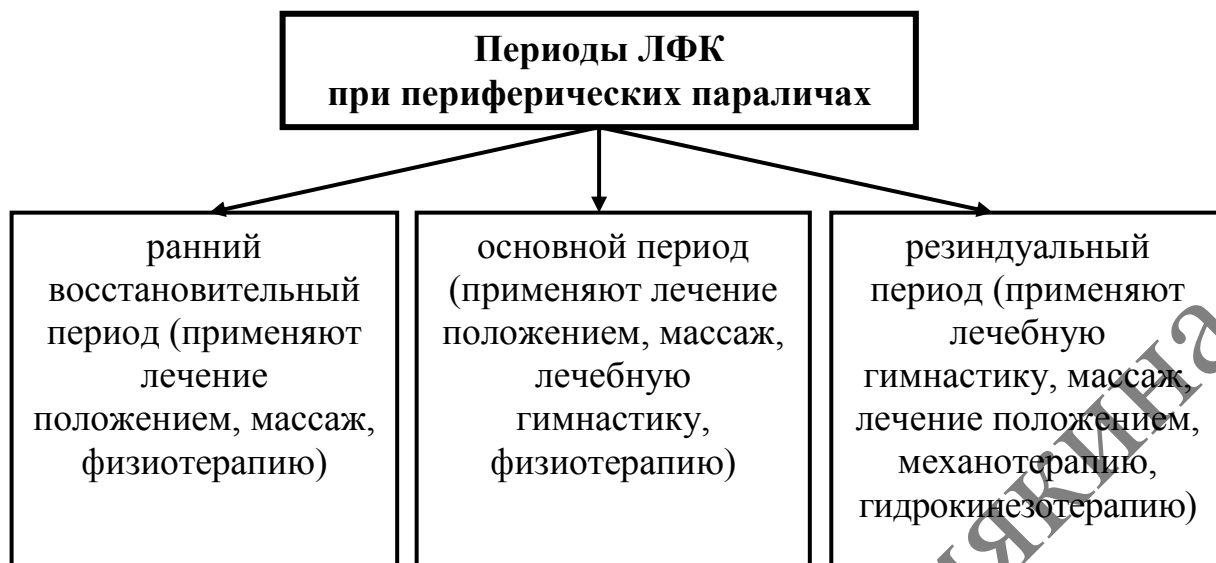 Периоды ЛФК
при периферических параличах
ранний
восстановительный
период (применяют
лечение
положением, массаж,
физиотерапию)
основной период
(применяют лечение
положением, массаж,
лечебную
гимнастику,
физиотерапию)
резиндуальный
период (применяют
лечебную
гимнастику, массаж,
лечение положением,
механотерапию,
гидрокинезотерапию)